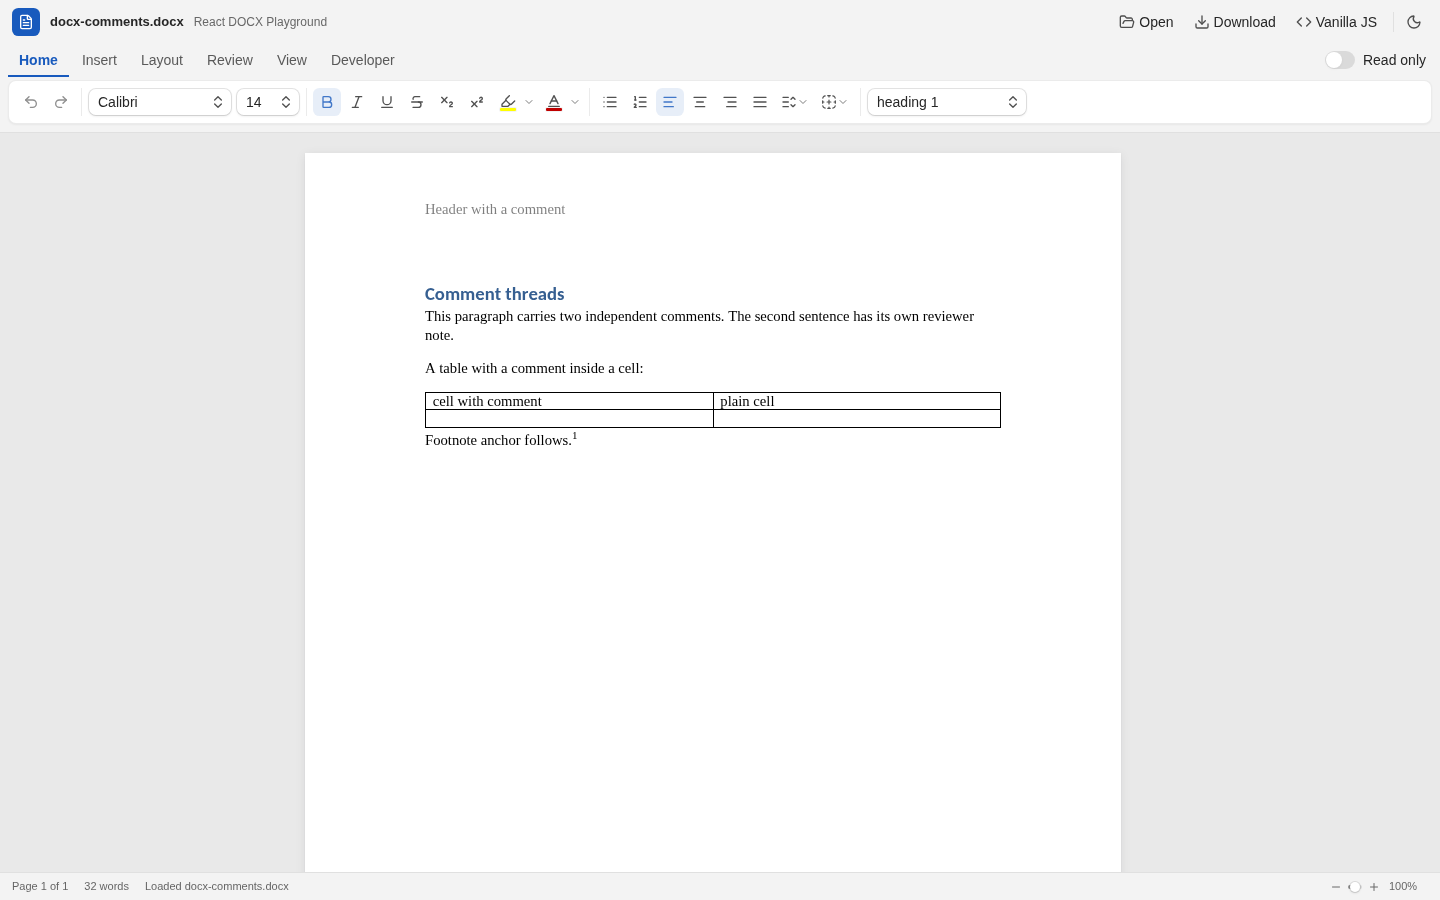 docx-comments.docx React DOCX Playground Open Download Vanilla JS
Home Insert Layout Review View Developer Read only
Calibri 14 heading 1
Header with a comment
Comment threads
This paragraph carries two independent comments. The second sentence has its own reviewer
note.
A table with a comment inside a cell:
cell with comment plain cell
Footnote anchor follows.1
Page 1 of 1 32 words Loaded docx-comments.docx 100%